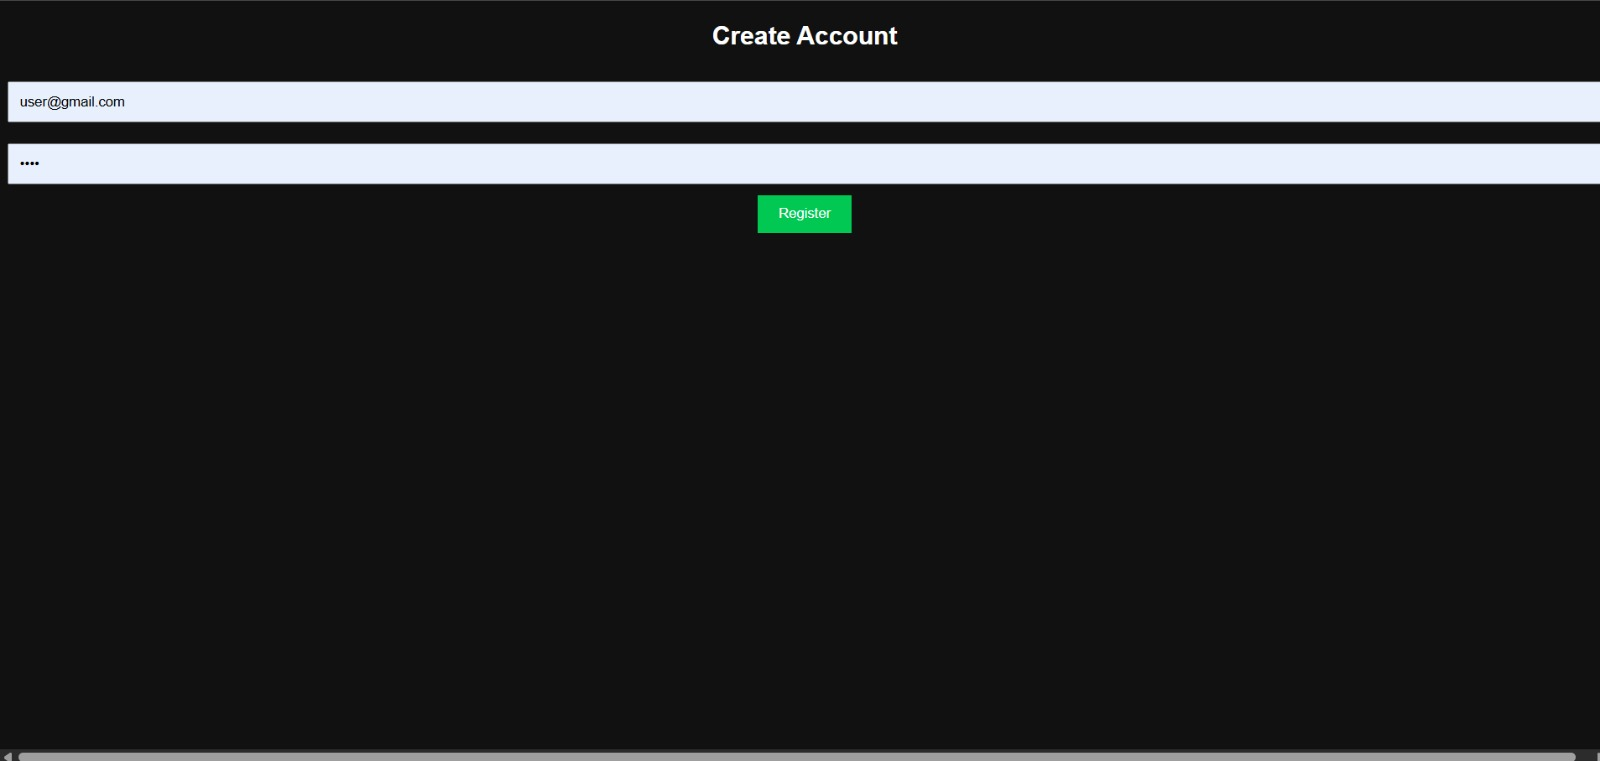 Create Account
user@gmail.com
••••
Register